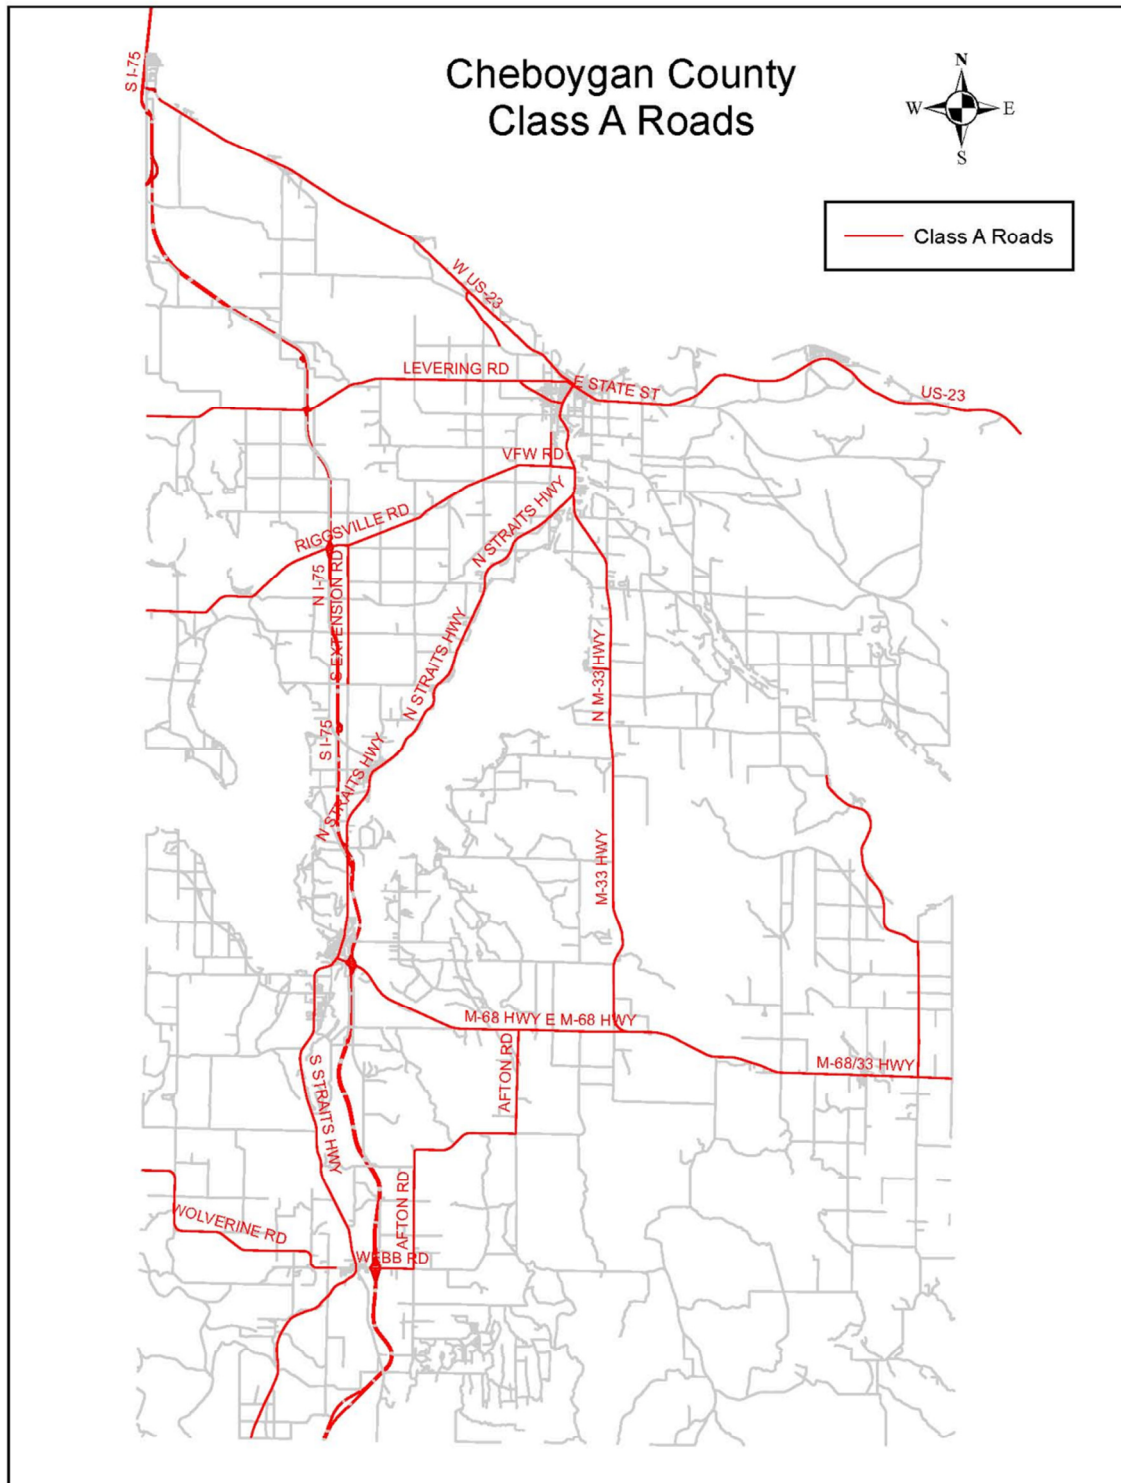 Cheboygan County
Class A Roads
N
W E
S
Class A Roads
S I-75
W US-23
LEVERING RD
E STATE ST
US-23
VFW RD
N STRAITS HWY
RIGGSVILLE RD
N I-75
S EXTENSION RD
N STRAITS HWY
N M-33 HWY
S I-75
N STRAITS HWY
M-33 HWY
M-68 HWY E M-68 HWY
AFTON RD
M-68/33 HWY
S STRAITS HWY
AFTON RD
WOLVERINE RD
WEBB RD